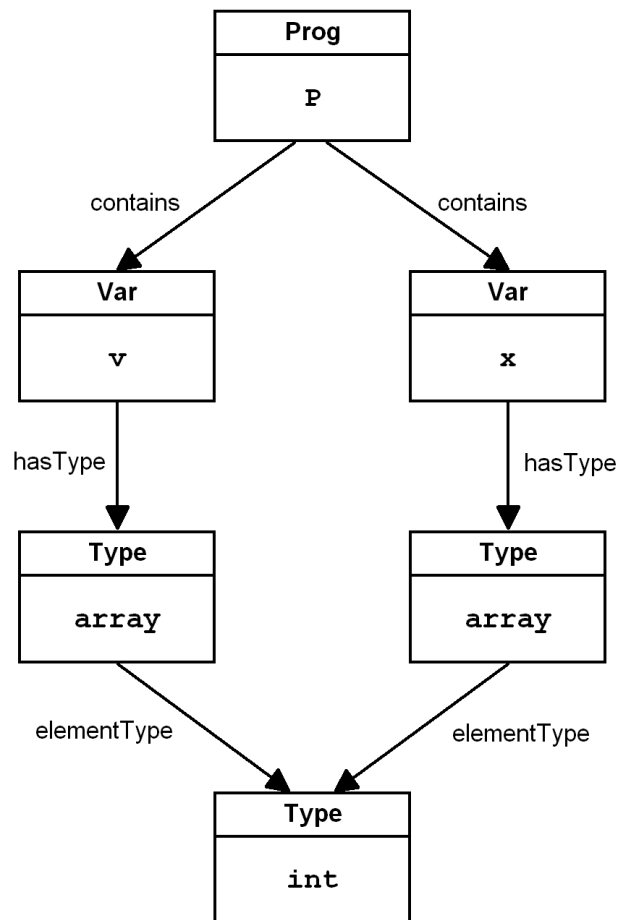 Prog
P
contains
contains
Var
v
Var
x
hasType
hasType
Type
array
Type
array
elementType
elementType
Type
int